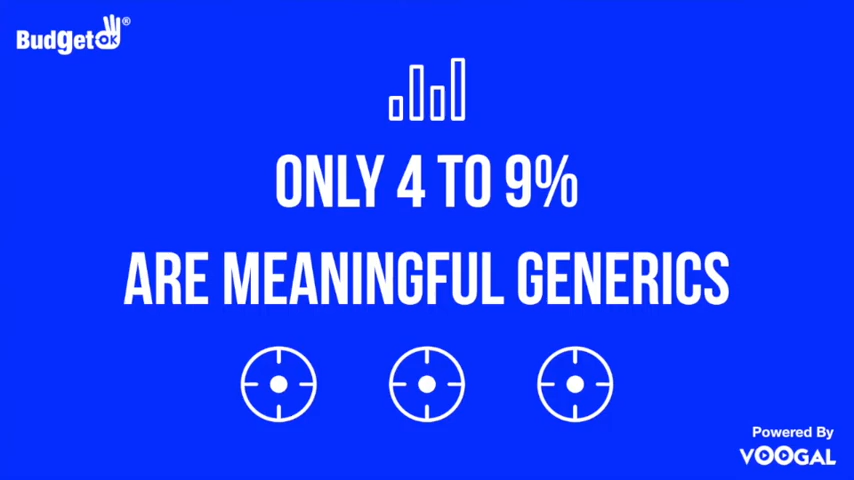 BudgetOK®
ONLY 4 TO 9%
ARE MEANINGFUL GENERICS
Powered By
VOOGAL